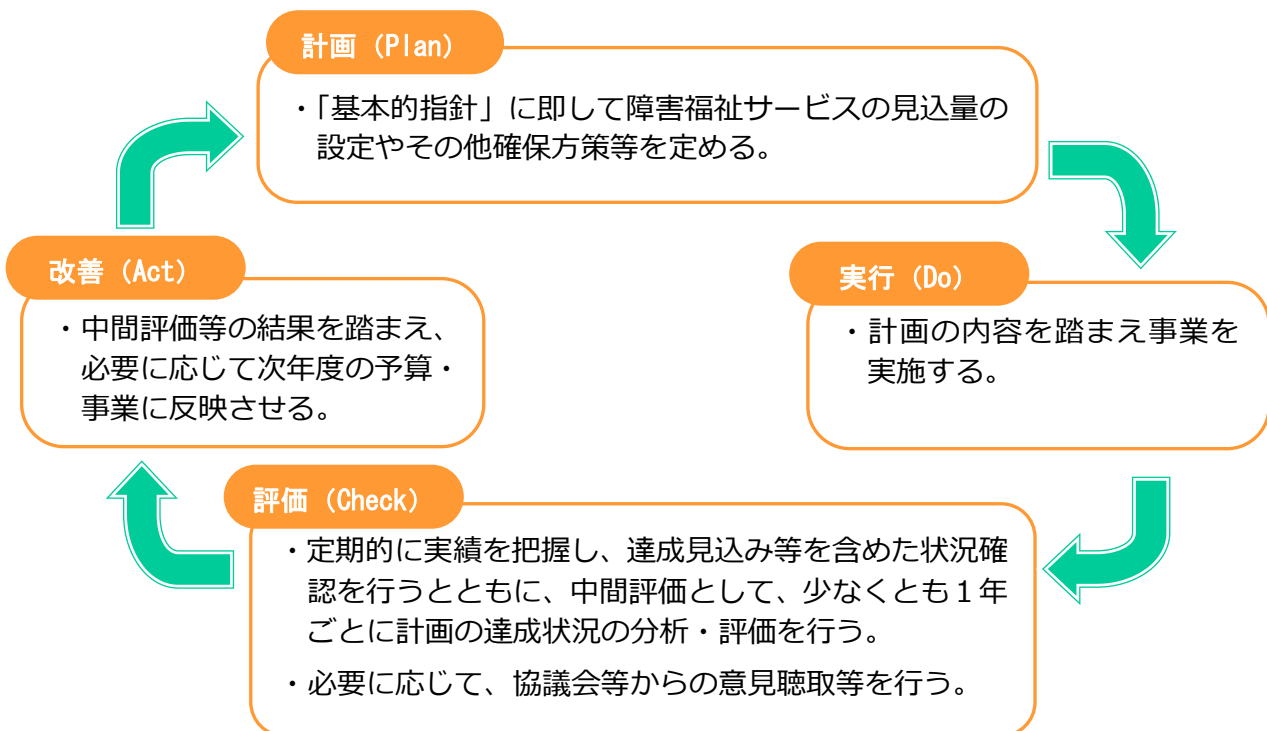 計画（Plan）
・「基本的指針」に即して障害福祉サービスの見込量の
設定やその他確保方策等を定める。
実行（Do）
・計画の内容を踏まえ事業を
実施する。
評価（Check）
・定期的に実績を把握し、達成見込み等を含めた状況確
認を行うとともに、中間評価として、少なくとも１年
ごとに計画の達成状況の分析・評価を行う。
・必要に応じて、協議会等からの意見聴取等を行う。
改善（Act）
・中間評価等の結果を踏まえ、
必要に応じて次年度の予算・
事業に反映させる。